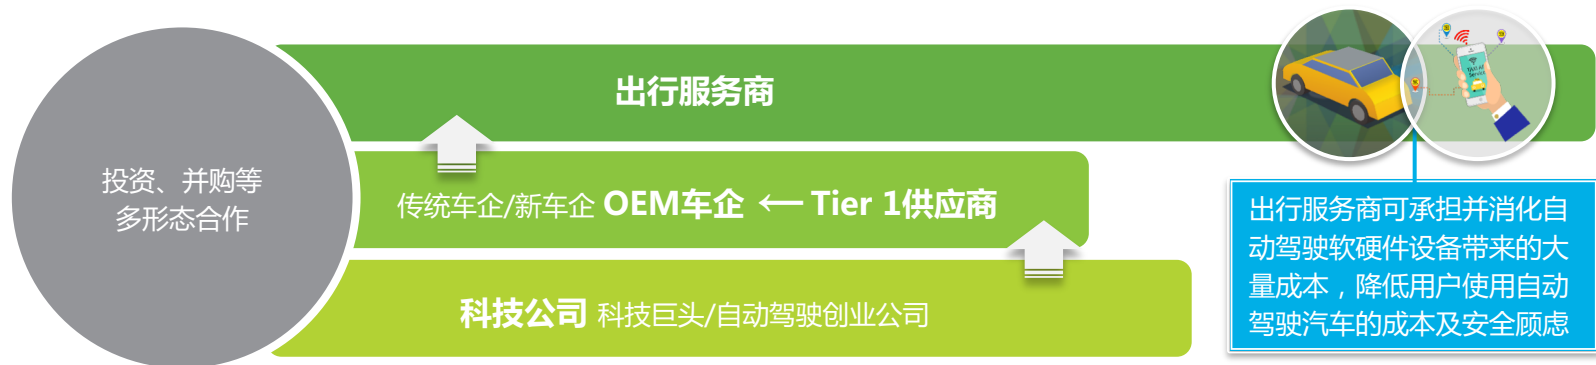 投资、并购等
多形态合作
出行服务商
传统车企/新车企 OEM车企 ← Tier 1供应商
科技公司 科技巨头/自动驾驶创业公司
Taxi Art
Service
出行服务商可承担并消化自
动驾驶软硬件设备带来的大
量成本，降低用户使用自动
驾驶汽车的成本及安全顾虑